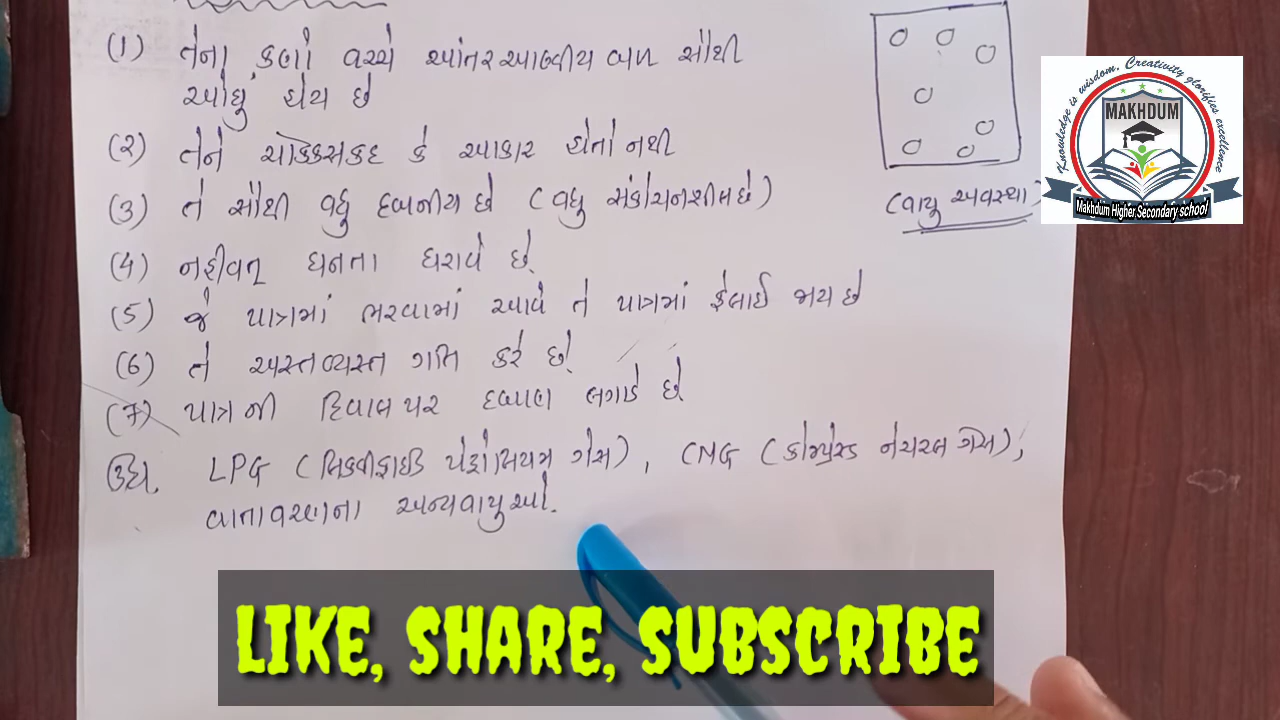 (1) તેના કણો વચ્ચે આંતરઆણ્વીય બળ સૌથી
ઓછું હોય છે
(૨) તેને ચોક્કસકદ કે આકાર હોતો નથી
(3) તે સૌથી વધુ દબનીય છે (વધુ સંકોચનશીલ છે)
(વાયુ અવસ્થા)
(4) નહીવત્ ઘનતા ધરાવે છે.
(5) જે પાત્રમાં ભરવામાં આવે તે પાત્રમાં ફેલાઈ જાય છે
(6) તે અસ્તવ્યસ્ત ગતિ કરે છે.
(7) પાત્રની દિવાલ પર દબાણ લગાડે છે.
ઉદા. LPG (લિકવીફાઈડ પેટ્રોલિયમ ગેસ), CNG (કોમ્પ્રેસ્ડ નેચરલ ગેસ),
વાતાવરણના અન્યવાયુઓ.
Knowledge is wisdom, Creativity glorifies excellence
MAKHDUM
Makhdum Higher Secondary school
LIKE, SHARE, SUBSCRIBE